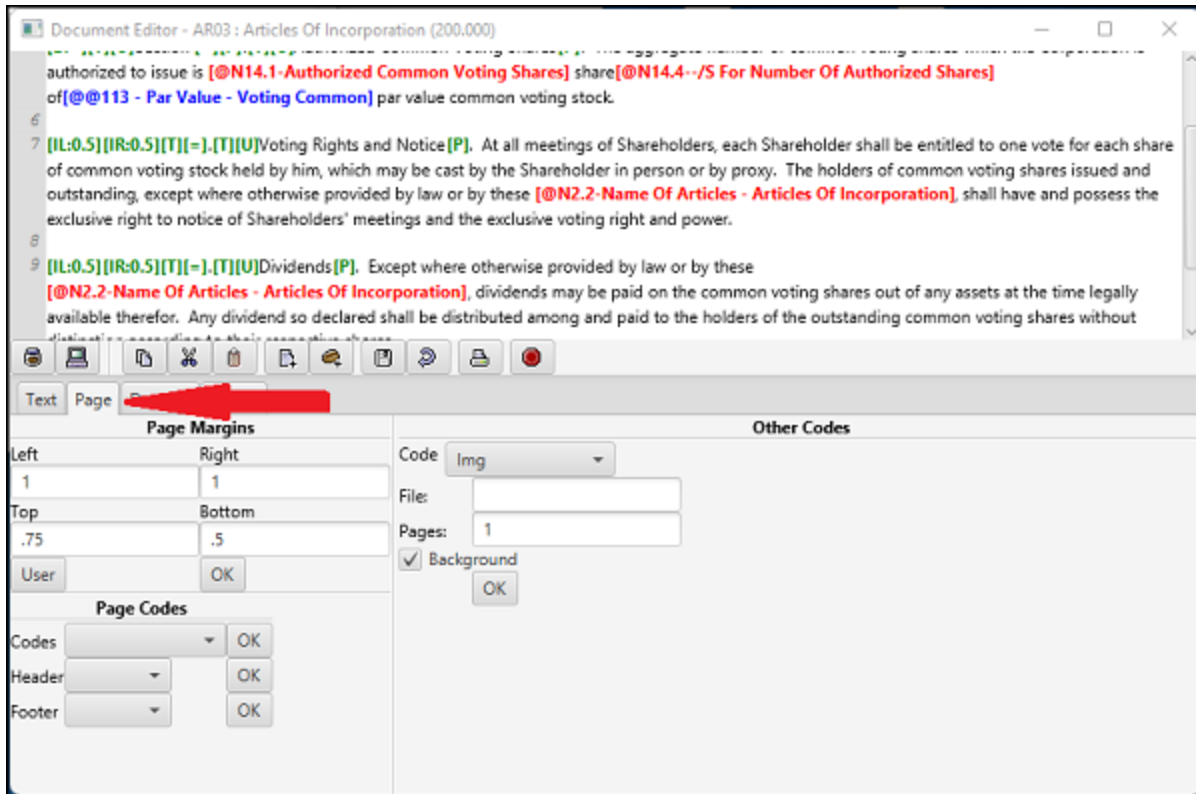 Document Editor - AR03 : Articles Of Incorporation (200.000)
authorized to issue is [@N14.1-Authorized Common Voting Shares] share[@N14.4--/S For Number Of Authorized Shares]
of[@@113 - Par Value - Voting Common] par value common voting stock.
6
7 [IL:0.5][IR:0.5][T][=].[T][U]Voting Rights and Notice[P].  At all meetings of Shareholders, each Shareholder shall be entitled to one vote for each share
of common voting stock held by him, which may be cast by the Shareholder in person or by proxy.  The holders of common voting shares issued and
outstanding, except where otherwise provided by law or by these [@N2.2-Name Of Articles - Articles Of Incorporation], shall have and possess the
exclusive right to notice of Shareholders' meetings and the exclusive voting right and power.
8
9 [IL:0.5][IR:0.5][T][=].[T][U]Dividends[P].  Except where otherwise provided by law or by these
[@N2.2-Name Of Articles - Articles Of Incorporation], dividends may be paid on the common voting shares out of any assets at the time legally
available therefor.  Any dividend so declared shall be distributed among and paid to the holders of the outstanding common voting shares without
Text Page
Page Margins
Left Right
1 1
Top Bottom
.75 .5
User OK
Page Codes
Codes OK
Header OK
Footer OK
Other Codes
Code Img
File:
Pages: 1
Background
OK